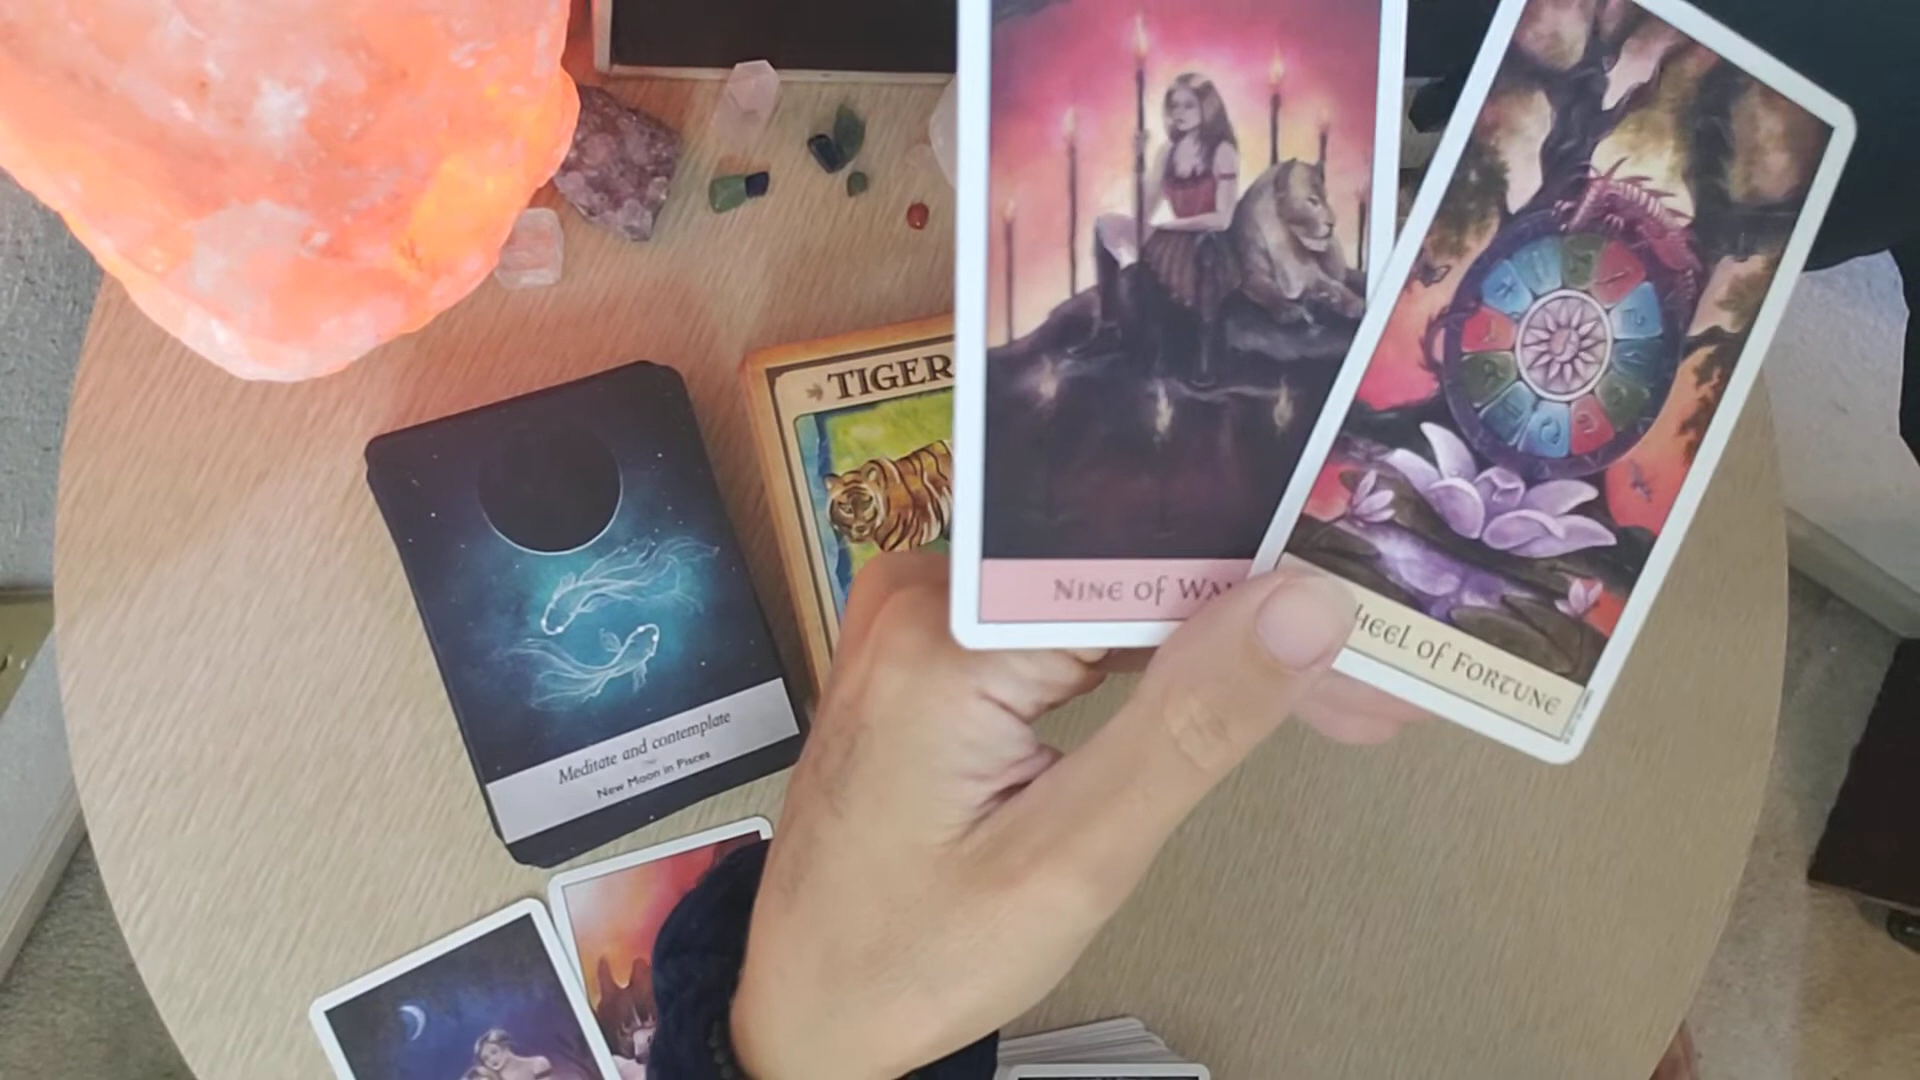 TIGER
NINE of WA
HEEL of FORTUNE
Meditate and contemplate
New Moon in Pisces